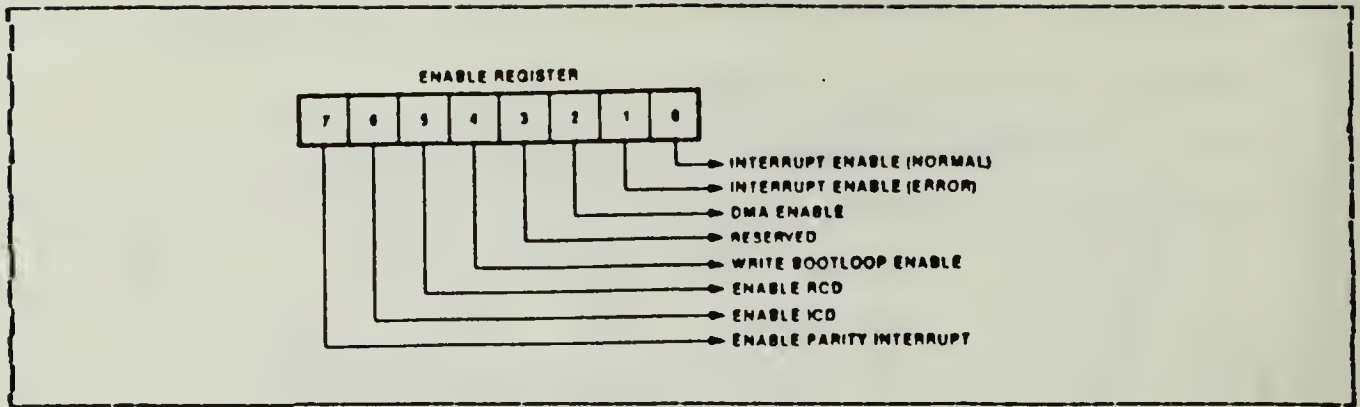 ENABLE REGISTER
7 6 5 4 3 2 1 0
INTERRUPT ENABLE (NORMAL)
INTERRUPT ENABLE (ERROR)
DMA ENABLE
RESERVED
WRITE BOOTLOOP ENABLE
ENABLE RCD
ENABLE ICD
ENABLE PARITY INTERRUPT